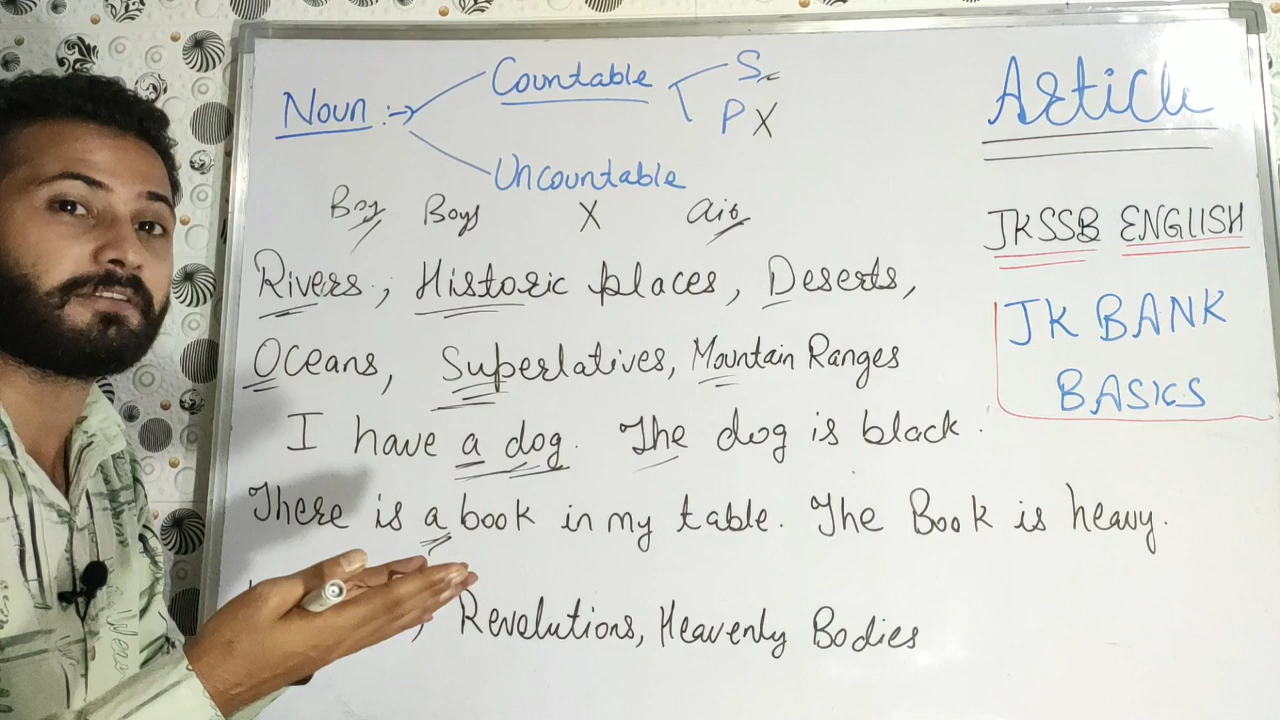 Noun :→ Countable S
P X
Uncountable
Boy Boys X air
Rivers, Historic places, Deserts,
Oceans, Superlatives, Mountain Ranges
I have a dog. The dog is black.
There is a book in my table. The Book is heavy.
, Revolutions, Heavenly Bodies
Article
JKSSB ENGLISH
JK BANK
BASICS